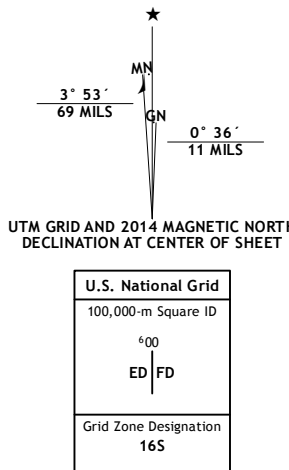 ★
MN
GN
3° 53´
69 MILS
0° 36´
11 MILS
UTM GRID AND 2014 MAGNETIC NORTH
DECLINATION AT CENTER OF SHEET
U.S. National Grid
100,000-m Square ID
⁶00
ED FD
Grid Zone Designation
16S